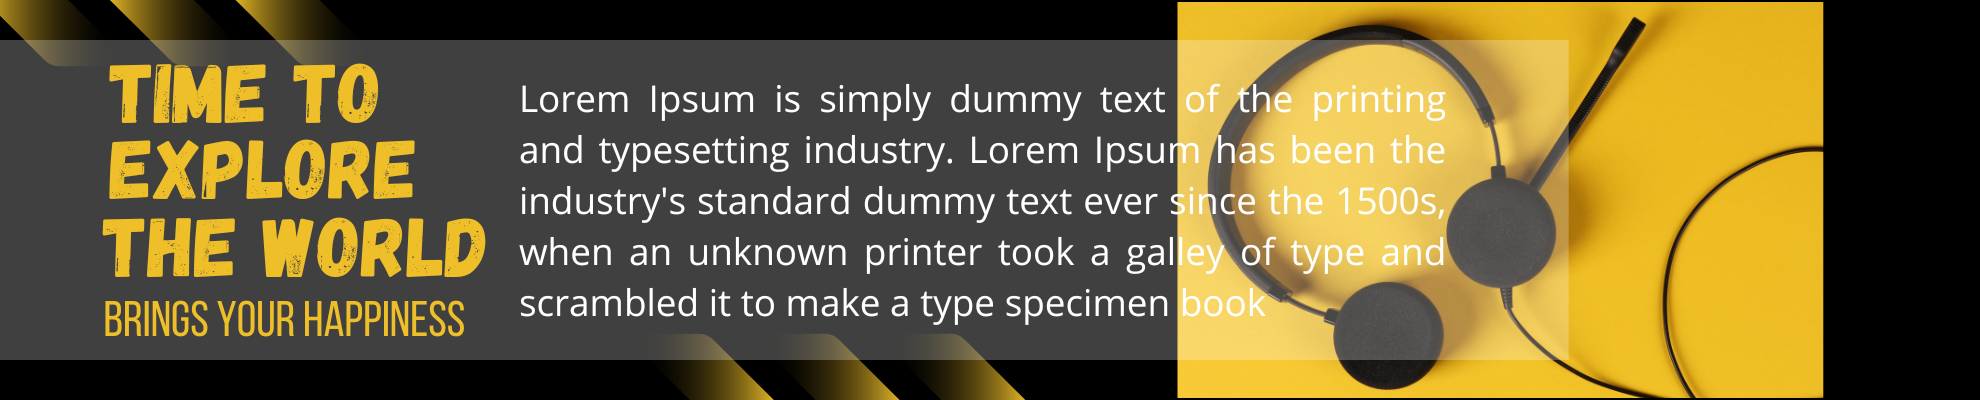 TIME TO
EXPLORE
THE WORLD
BRINGS YOUR HAPPINESS
Lorem Ipsum is simply dummy text of the printing
and typesetting industry. Lorem Ipsum has been the
industry's standard dummy text ever since the 1500s,
when an unknown printer took a galley of type and
scrambled it to make a type specimen book